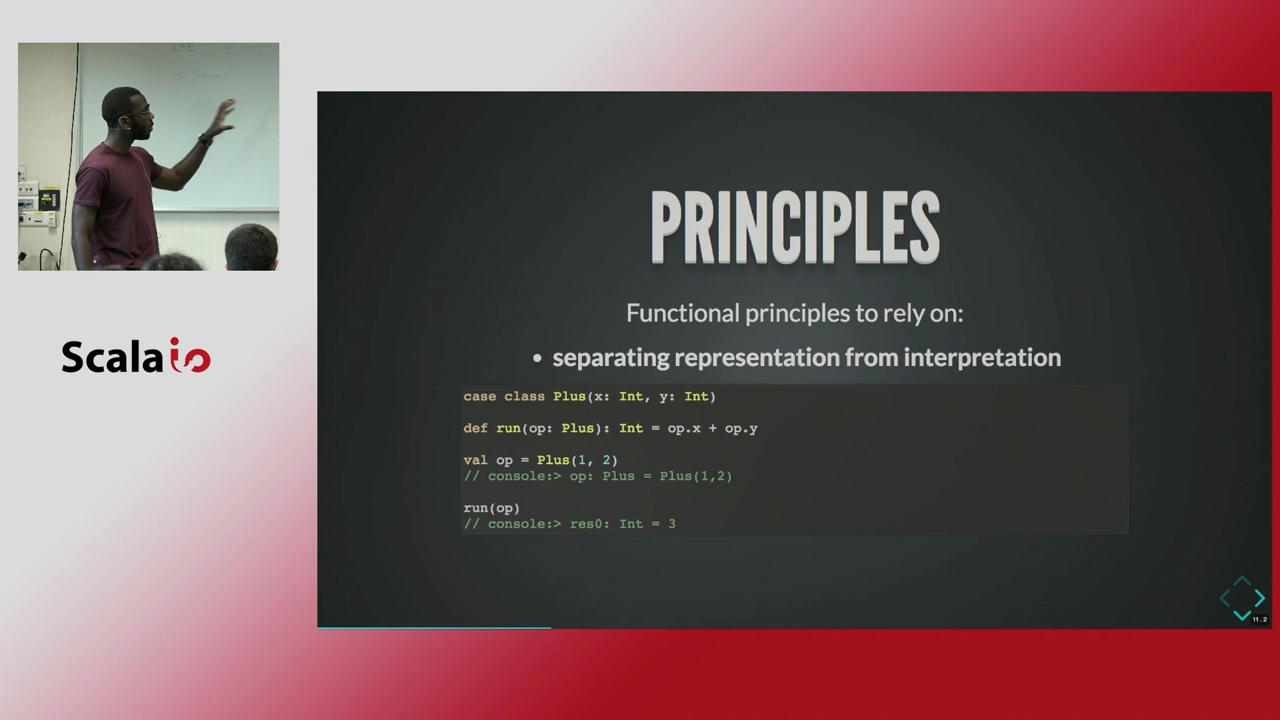 Scala io
PRINCIPLES
Functional principles to rely on:
• separating representation from interpretation
case class Plus(x: Int, y: Int)
def run(op: Plus): Int = op.x + op.y
val op = Plus(1, 2)
// console:> op: Plus = Plus(1,2)
run(op)
// console:> res0: Int = 3
11.2